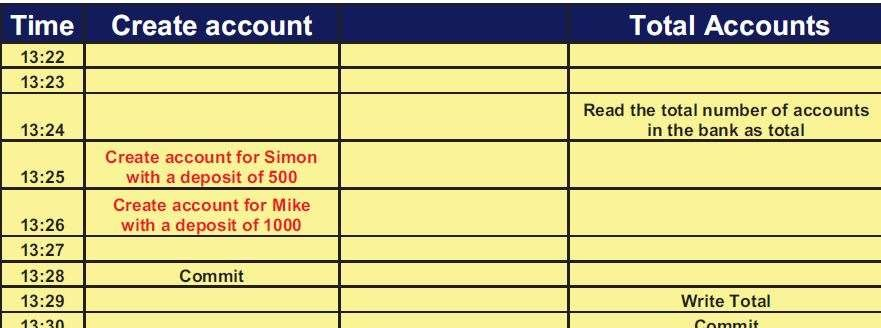 Time Create account Total Accounts
13:22
13:23
Read the total number of accounts
13:24 in the bank as total
Create account for Simon
13:25 with a deposit of 500
Create account for Mike
13:26 with a deposit of 1000
13:27
13:28 Commit
13:29 Write Total
13:30 Commit